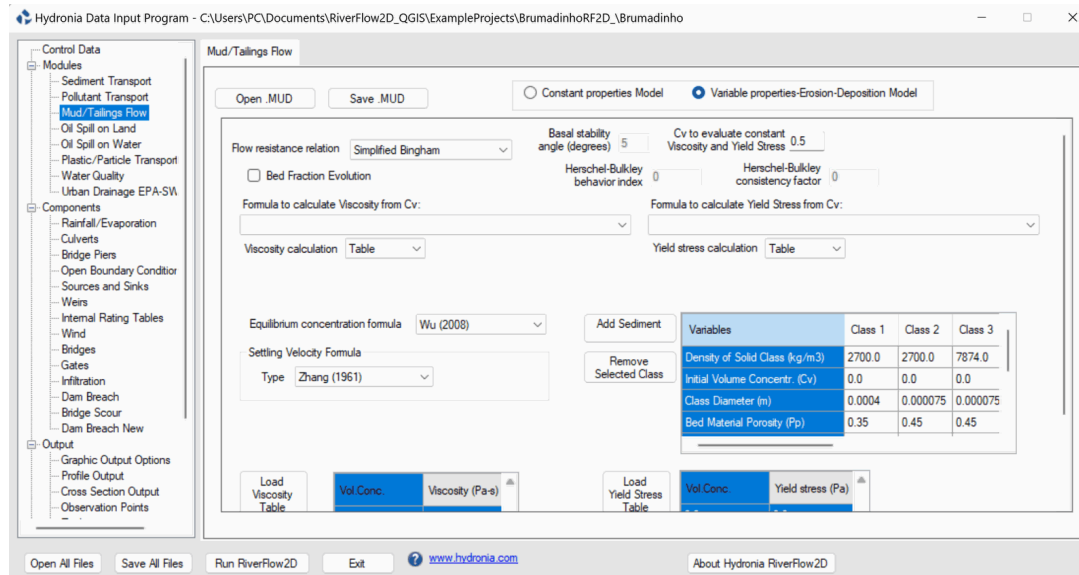 Hydronia Data Input Program - C:\Users\PC\Documents\RiverFlow2D_QGIS\ExampleProjects\BrumadinhoRF2D_\Brumadinho
Control Data
Modules
Sediment Transport
Pollutant Transport
Mud/Tailings Flow
Oil Spill on Land
Oil Spill on Water
Plastic/Particle Transport
Water Quality
Urban Drainage EPA-SW
Components
Rainfall/Evaporation
Culverts
Bridge Piers
Open Boundary Condition
Sources and Sinks
Weirs
Internal Rating Tables
Wind
Bridges
Gates
Infiltration
Dam Breach
Bridge Scour
Dam Breach New
Output
Graphic Output Options
Profile Output
Cross Section Output
Observation Points
Mud/Tailings Flow
Open .MUD
Save .MUD
Constant properties Model
Variable properties-Erosion-Deposition Model
Flow resistance relation
Simplified Bingham
Basal stability
angle (degrees)
5
Cv to evaluate constant
Viscosity and Yield Stress
0.5
Bed Fraction Evolution
Herschel-Bulkley
behavior index
0
Herschel-Bulkley
consistency factor
0
Formula to calculate Viscosity from Cv:
Formula to calculate Yield Stress from Cv:
Viscosity calculation
Table
Yield stress calculation
Table
Equilibrium concentration formula
Wu (2008)
Settling Velocity Formula
Type
Zhang (1961)
Add Sediment
Remove
Selected Class
Variables Class 1 Class 2 Class 3
Density of Solid Class (kg/m3) 2700.0 2700.0 7874.0
Initial Volume Concentr. (Cv) 0.0 0.0 0.0
Class Diameter (m) 0.0004 0.000075 0.000075
Bed Material Porosity (Pp) 0.35 0.45 0.45
Load
Viscosity
Table
Vol.Conc. Viscosity (Pa-s)
Load
Yield Stress
Table
Vol.Conc. Yield stress (Pa)
Open All Files
Save All Files
Run RiverFlow2D
Exit
www.hydronia.com
About Hydronia RiverFlow2D